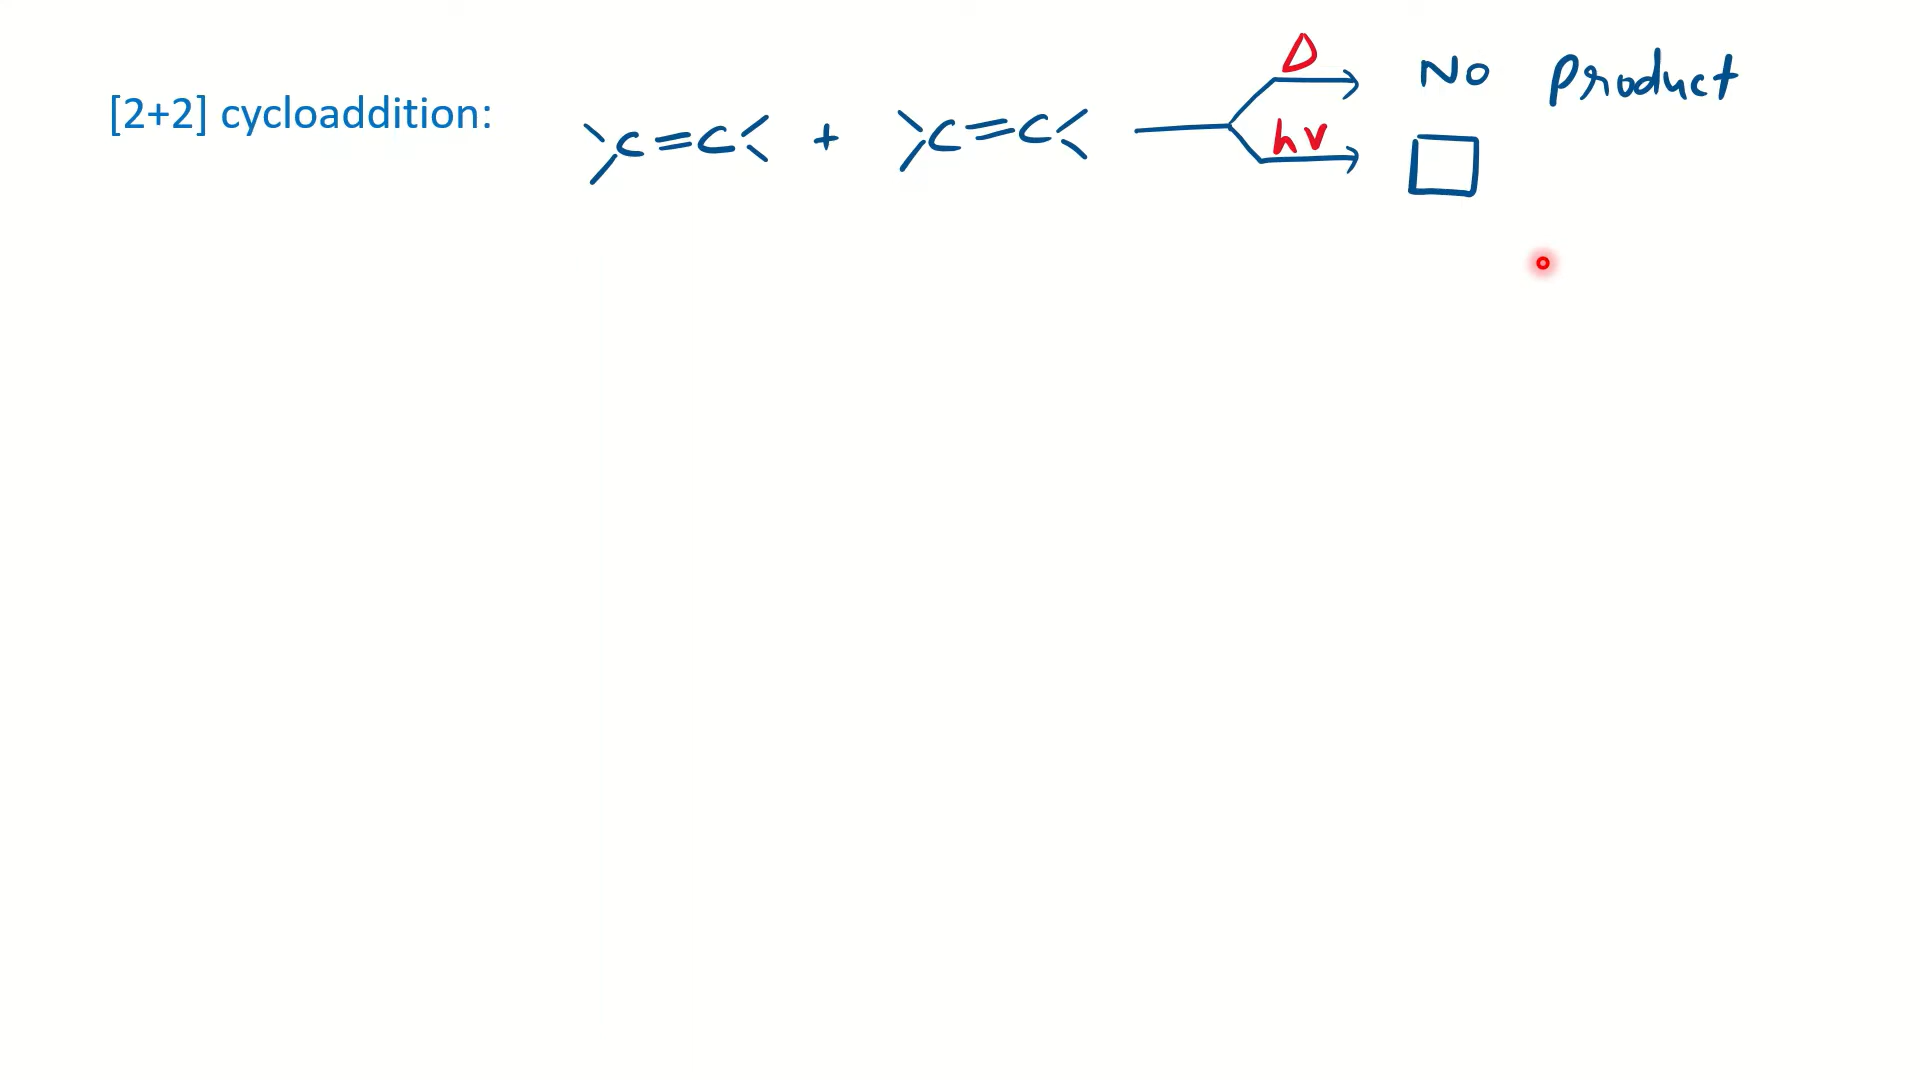 Δ No Product
[2+2] cycloaddition: >C=C< + >C=C<
hν